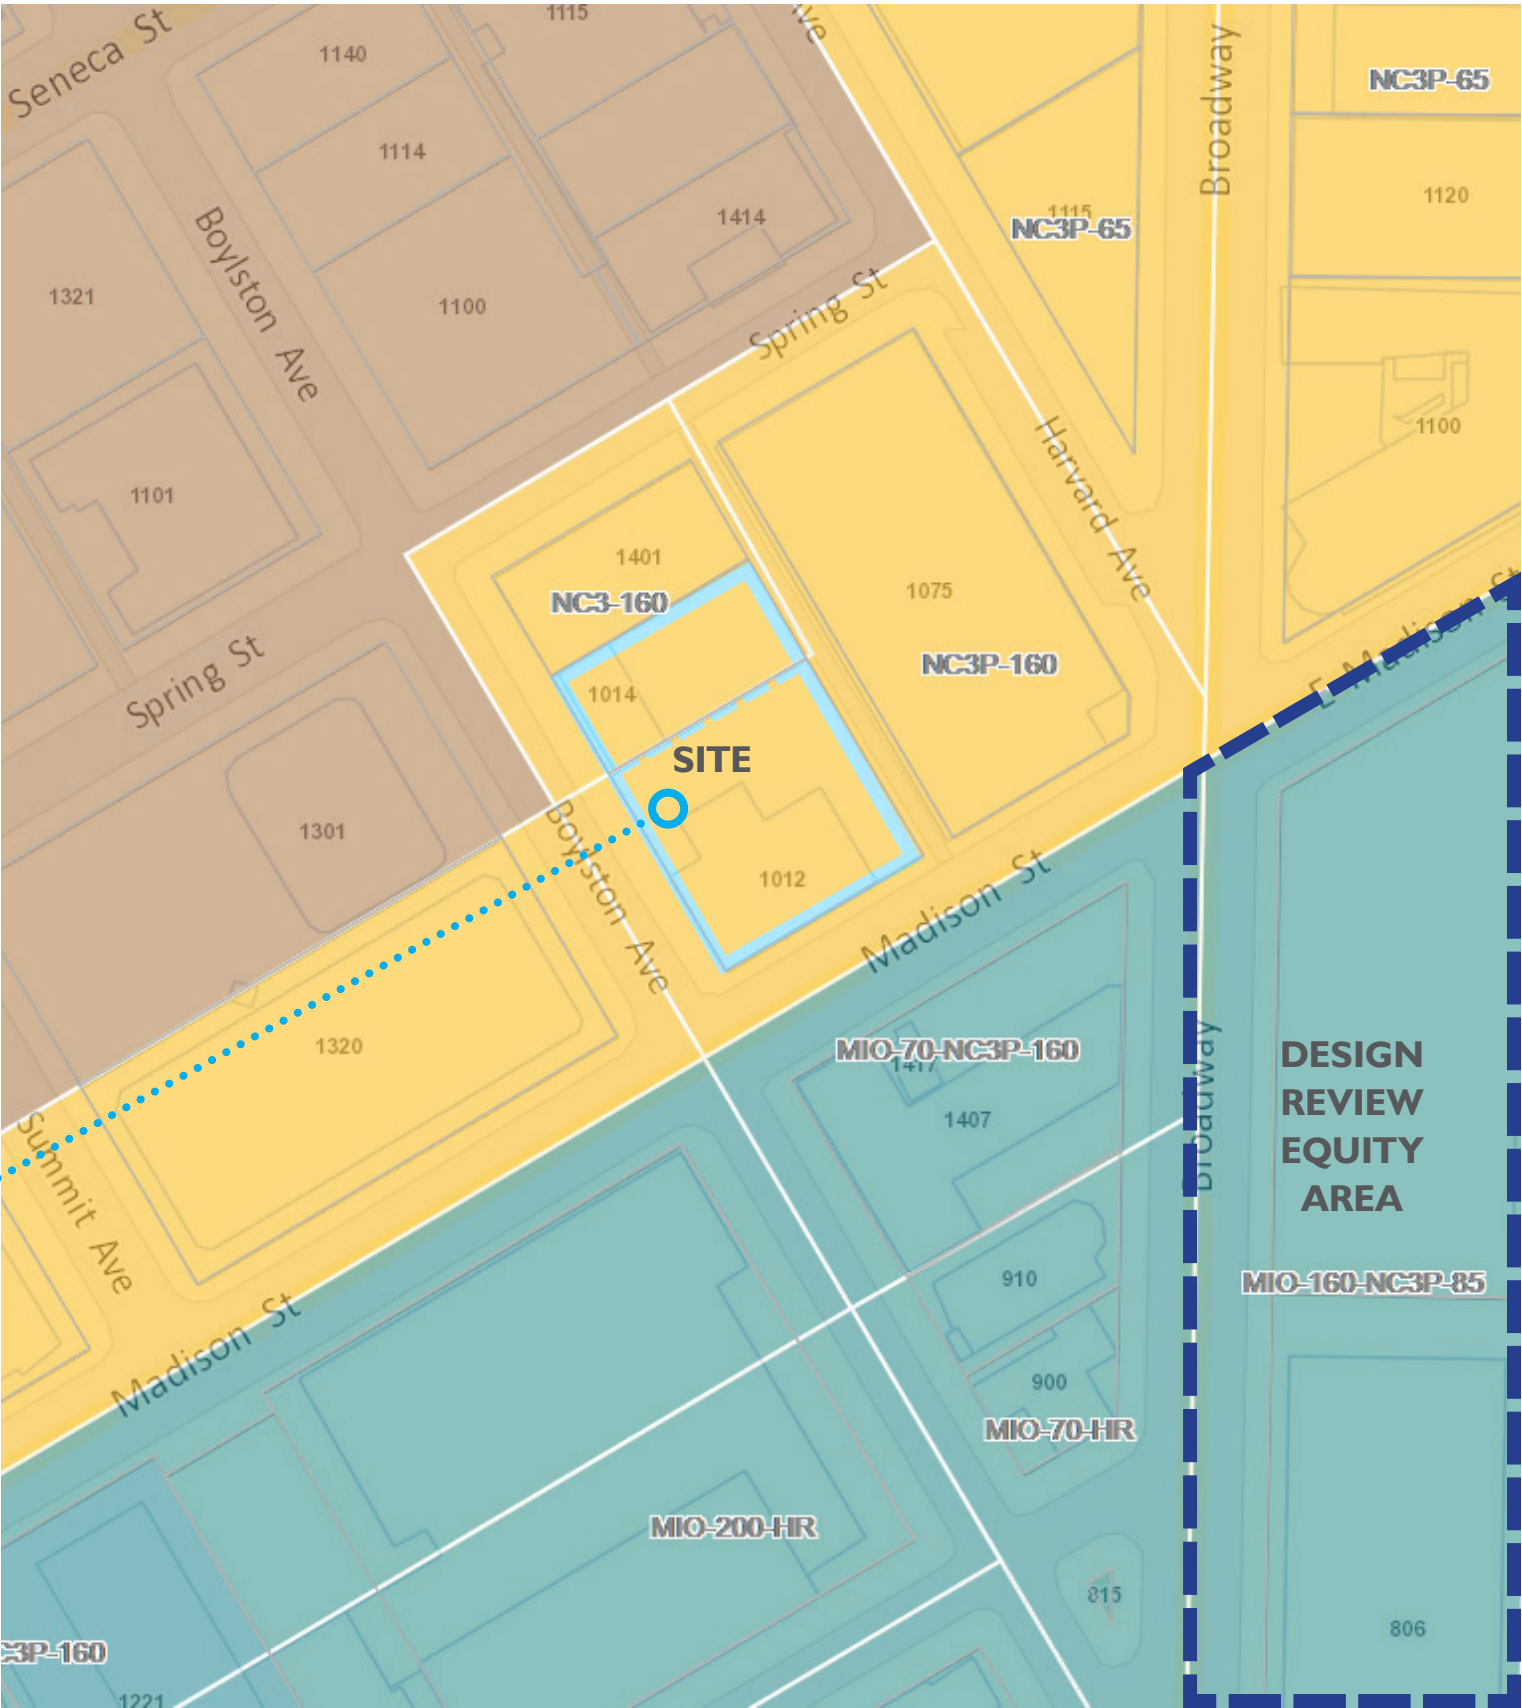 1115
Seneca St
1140
Ave
Broadway
NC3P-65
1114
1120
1414
1115
NC3P-65
Boylston Ave
1321
1100
Spring St
1100
Harvard Ave
1101
1401
1075
NC3-160
E Madison St
Spring St
NC3P-160
1014
SITE
1301
Boylston Ave
1012
Madison St
1320
MIO-70-NC3P-160
1417
Broadway
DESIGN
REVIEW
EQUITY
AREA
1407
Summit Ave
910
MIO-160-NC3P-85
Madison St
900
MIO-70-HR
MIO-200-HR
815
806
C3P-160
1221